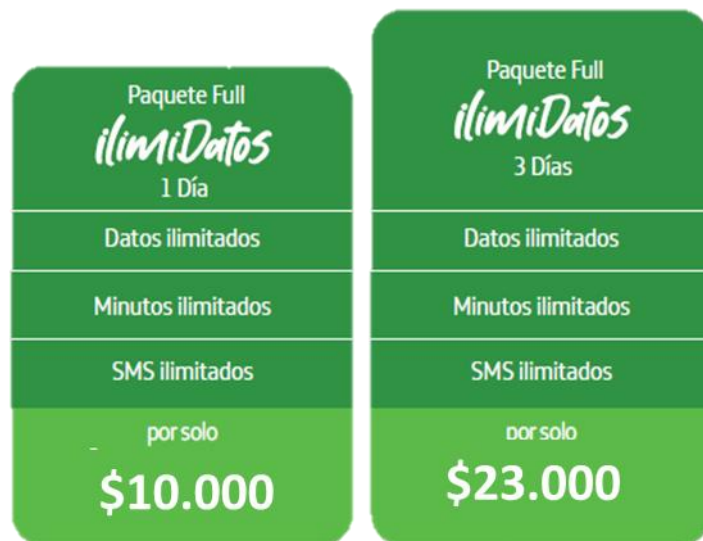 Paquete Full
ilimiDatos
1 Día
Datos ilimitados
Minutos ilimitados
SMS ilimitados
por solo
$10.000
Paquete Full
ilimiDatos
3 Días
Datos ilimitados
Minutos ilimitados
SMS ilimitados
por solo
$23.000